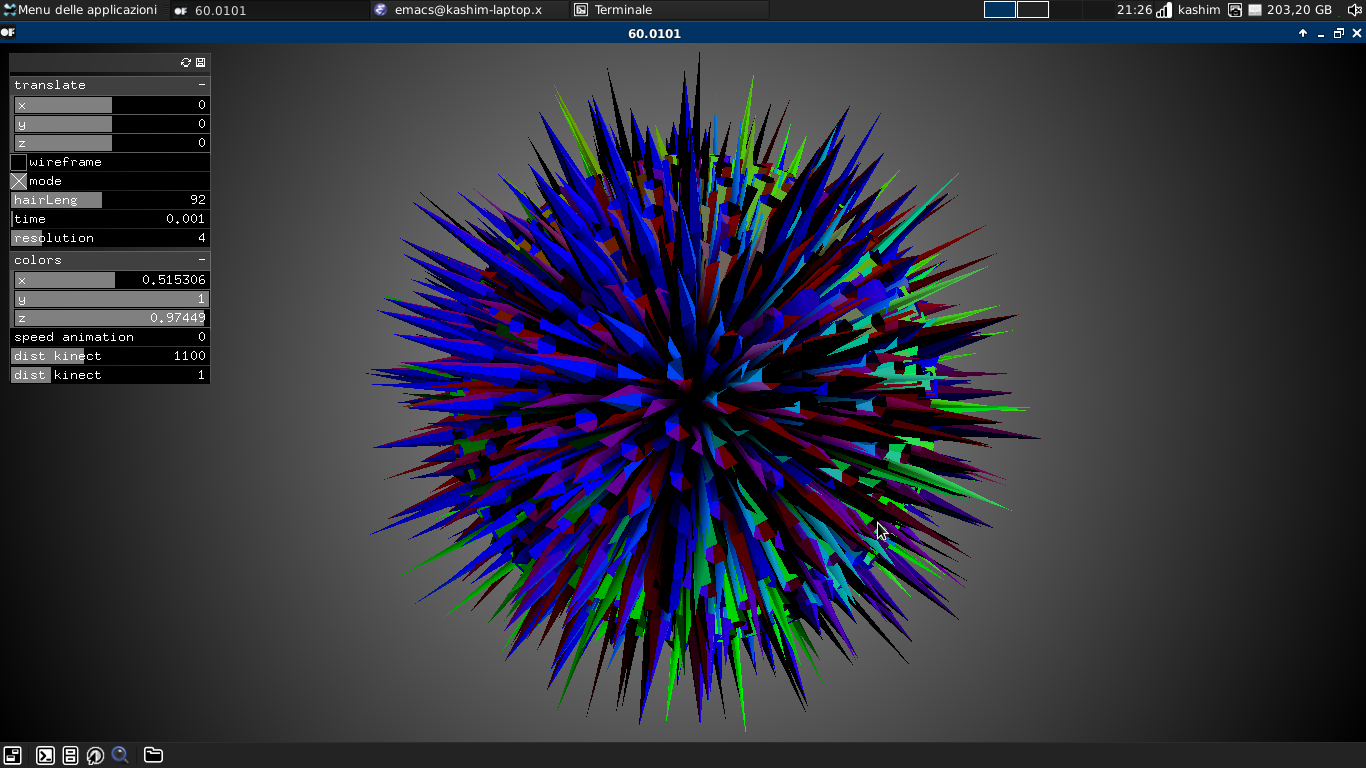 Menu delle applicazioni OF 60.0101 emacs@kashim-laptop.x Terminale 21:26 kashim 203,20 GB
OF 60.0101
translate −
x 0
y 0
z 0
wireframe
mode
hairLeng 92
time 0.001
resolution 4
colors −
x 0.515306
y 1
z 0.97449
speed animation 0
dist kinect 1100
dist kinect 1